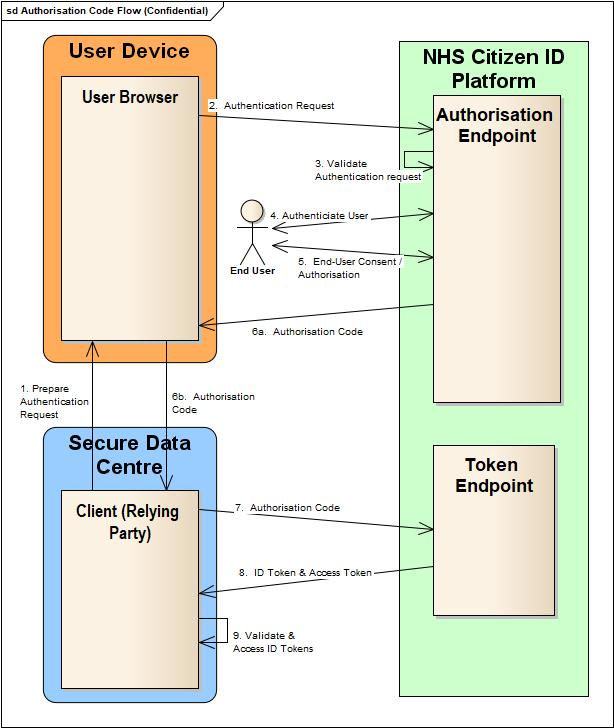 sd Authorisation Code Flow (Confidential)
User Device
User Browser
NHS Citizen ID
Platform
Authorisation
Endpoint
2.  Authentication Request
3. Validate
Authentication request
4. Authenticiate User
End User
5.  End-User Consent /
Authorisation
6a.  Authorisation Code
1. Prepare
Authentication
Request
6b.  Authorisation
Code
Secure Data
Centre
Client (Relying
Party)
Token
Endpoint
7.  Authorisation Code
8.  ID Token & Access Token
9. Validate &
Access ID Tokens